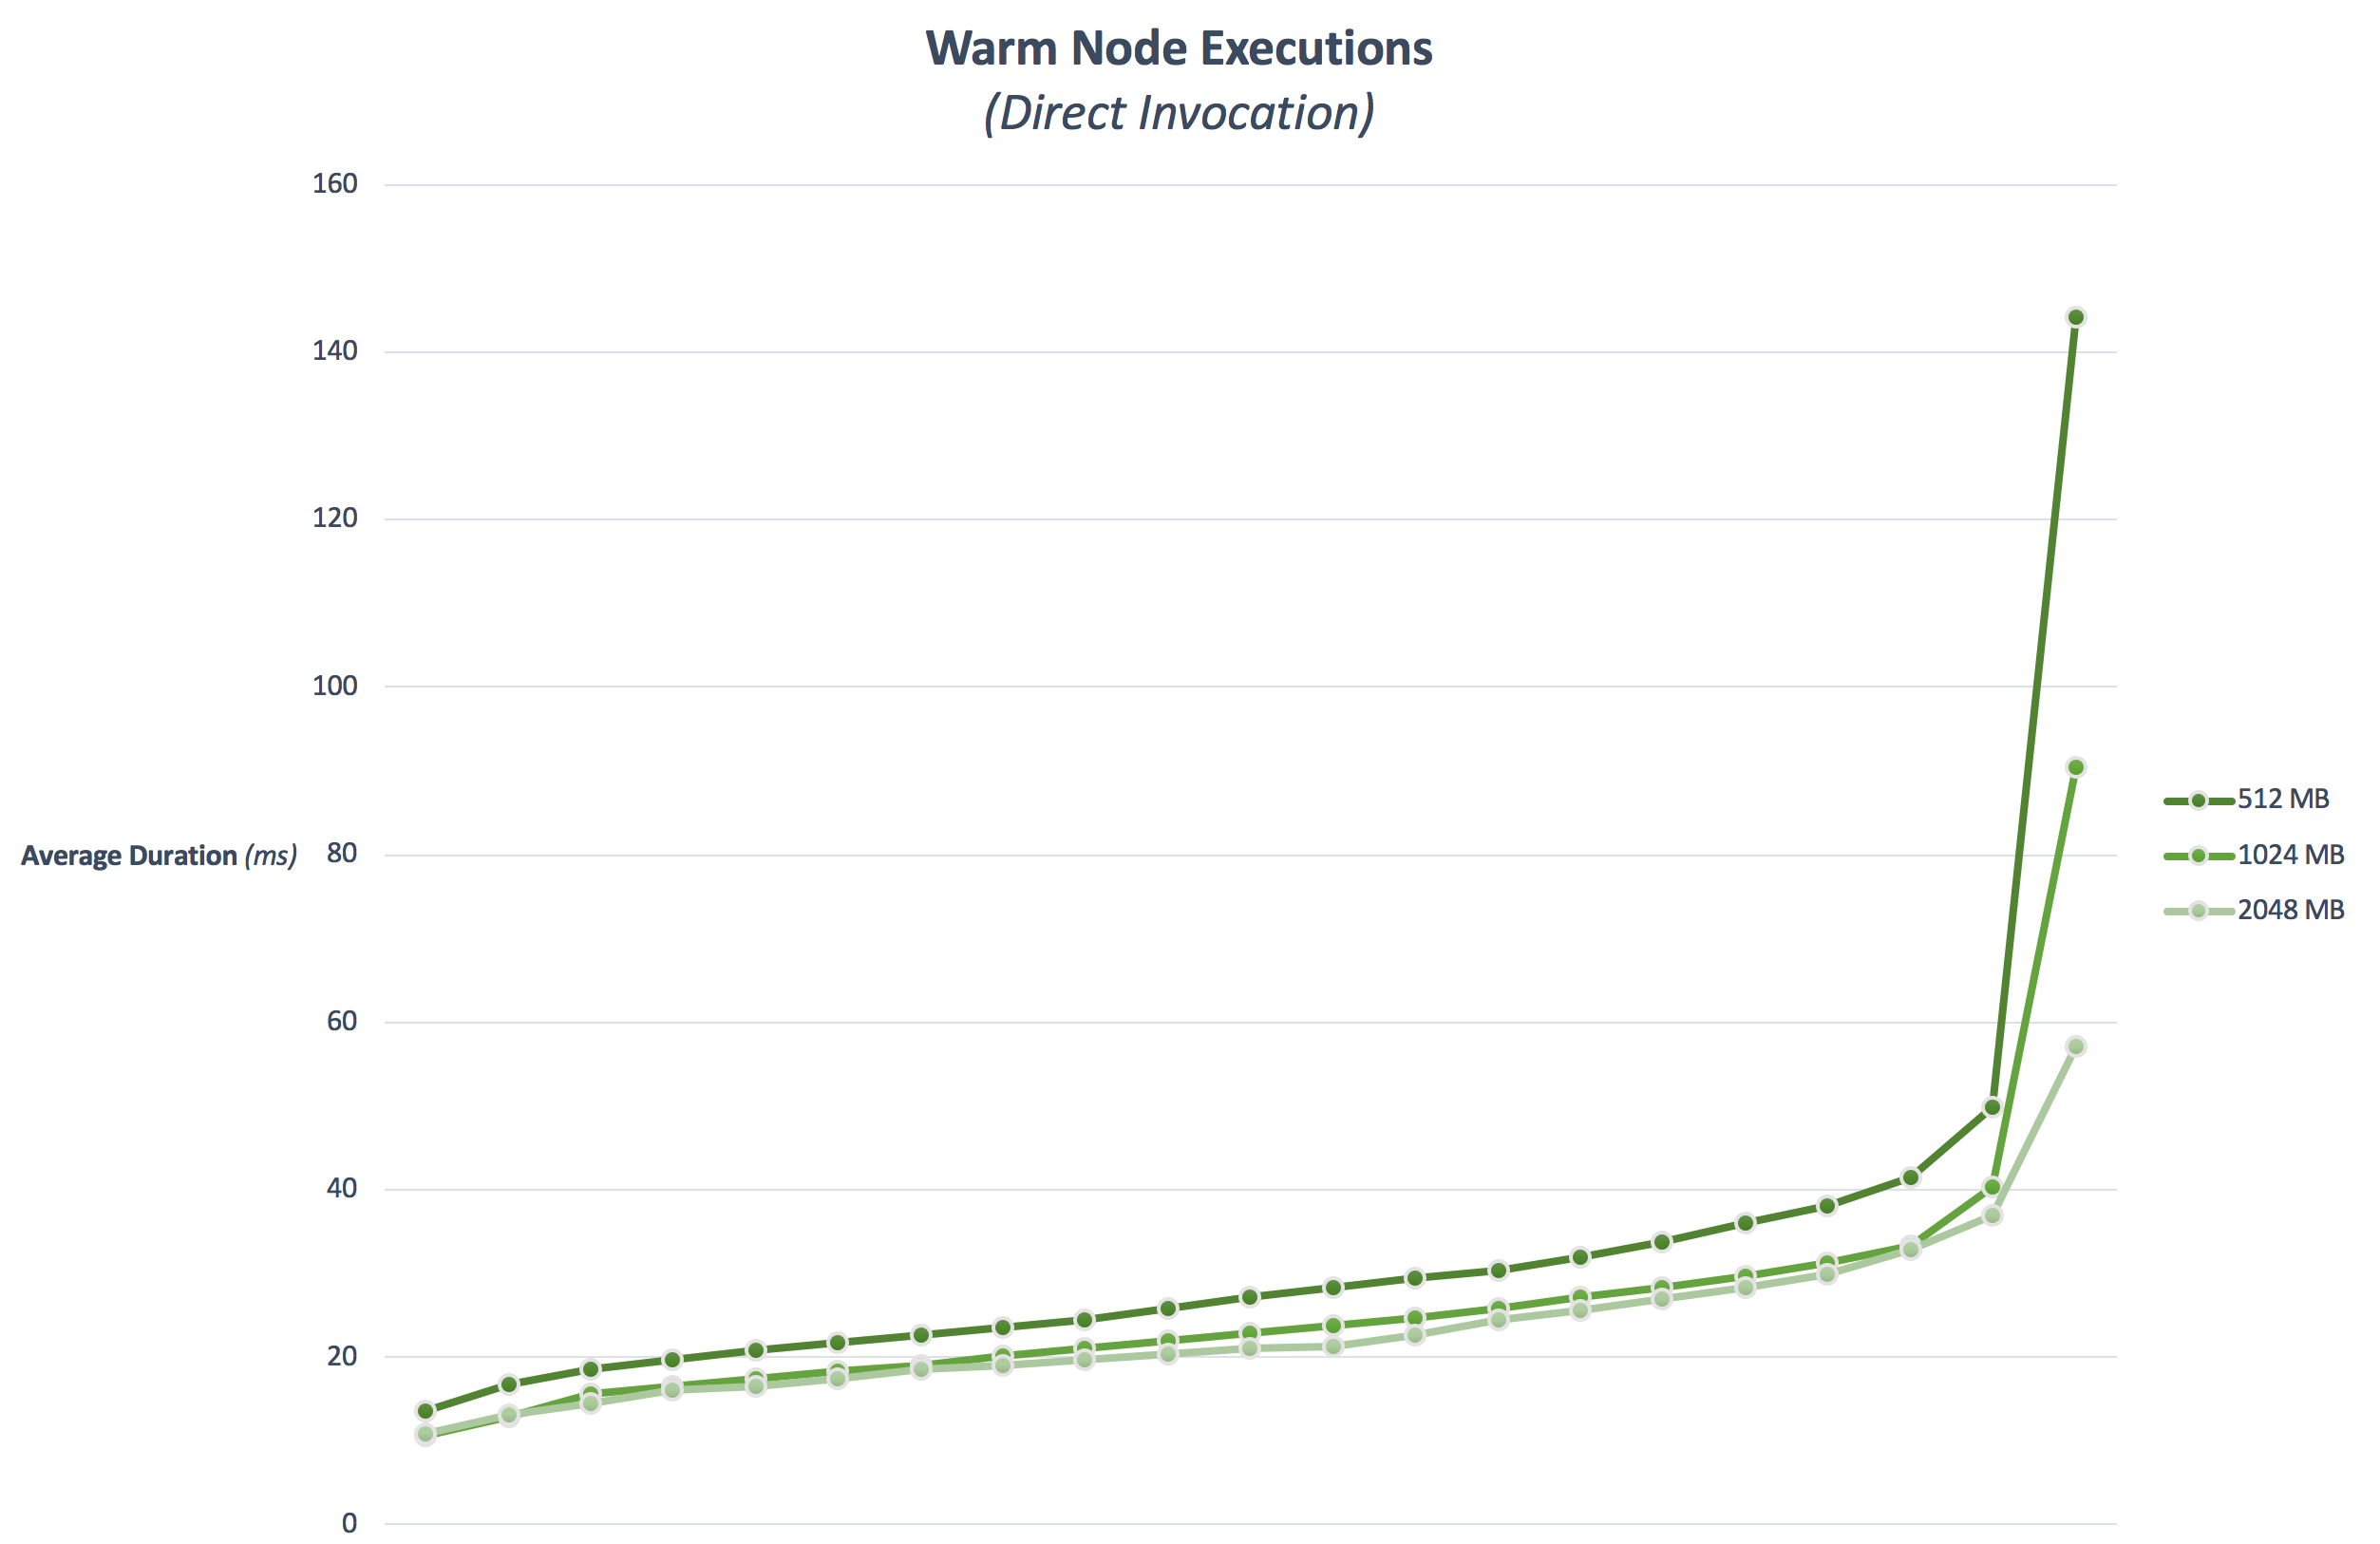 Warm Node Executions
(Direct Invocation)
160
140
120
100
80
60
40
20
0
Average Duration (ms)
512 MB
1024 MB
2048 MB